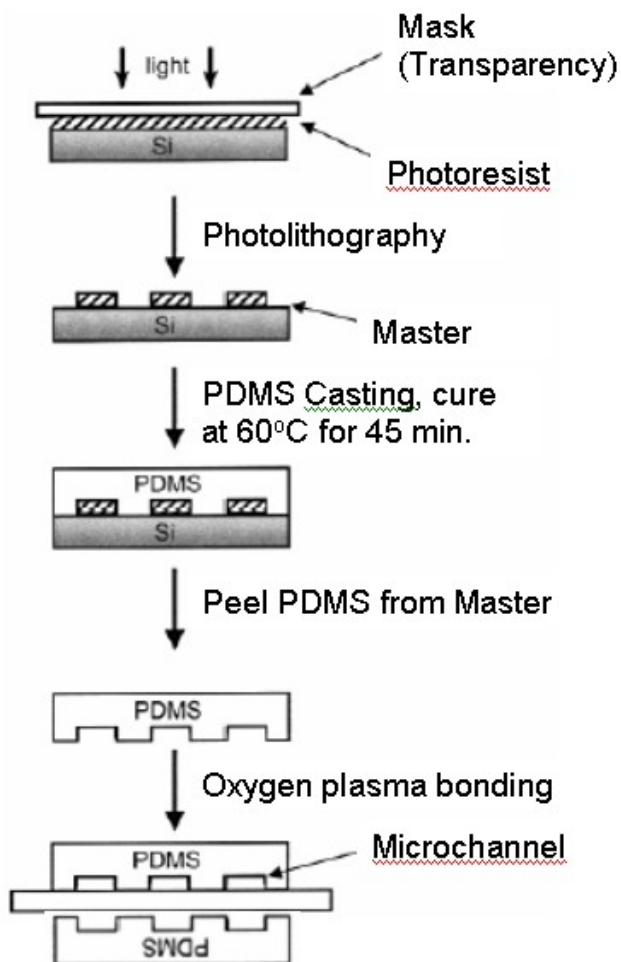 Mask
(Transparency)
light
Si
Photoresist
Photolithography
Si
Master
PDMS Casting, cure
at 60°C for 45 min.
PDMS
Si
Peel PDMS from Master
PDMS
Oxygen plasma bonding
PDMS
Microchannel
PDMS